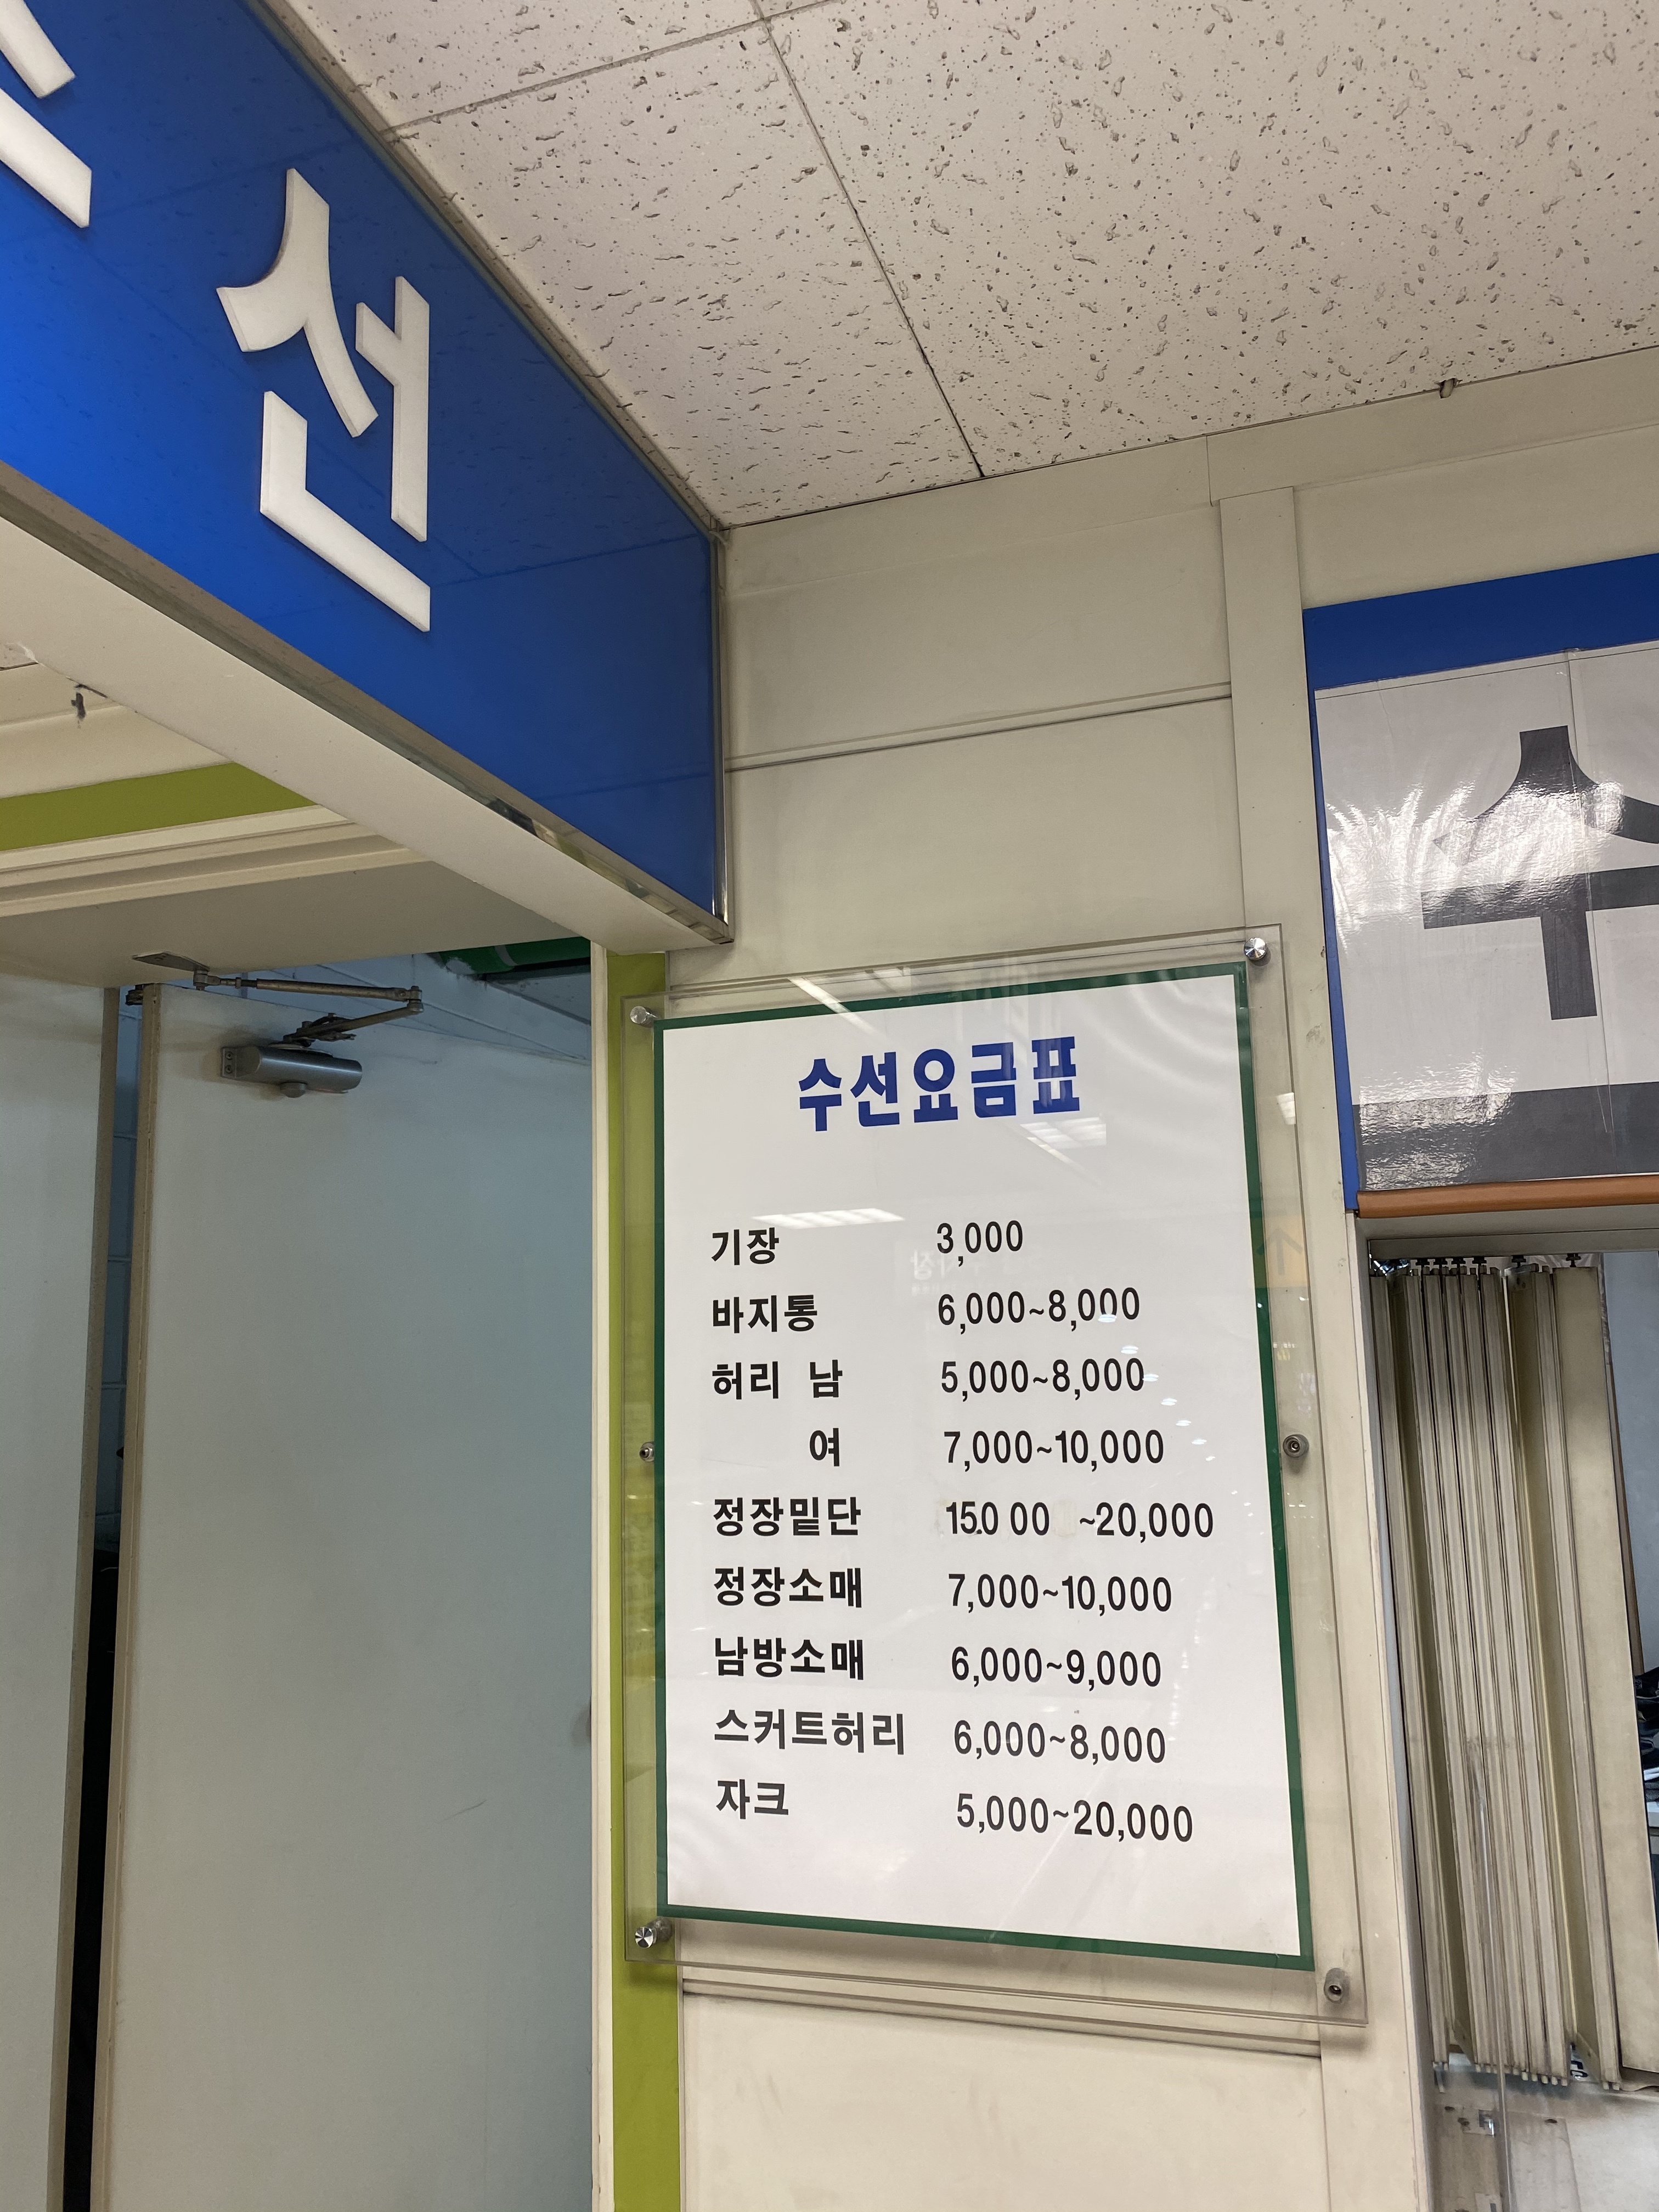 선
수
수선요금표
기장 3,000
바지통 6,000~8,000
허리 남 5,000~8,000
여 7,000~10,000
정장밑단 15.0 00 ~20,000
정장소매 7,000~10,000
남방소매 6,000~9,000
스커트허리 6,000~8,000
자크 5,000~20,000